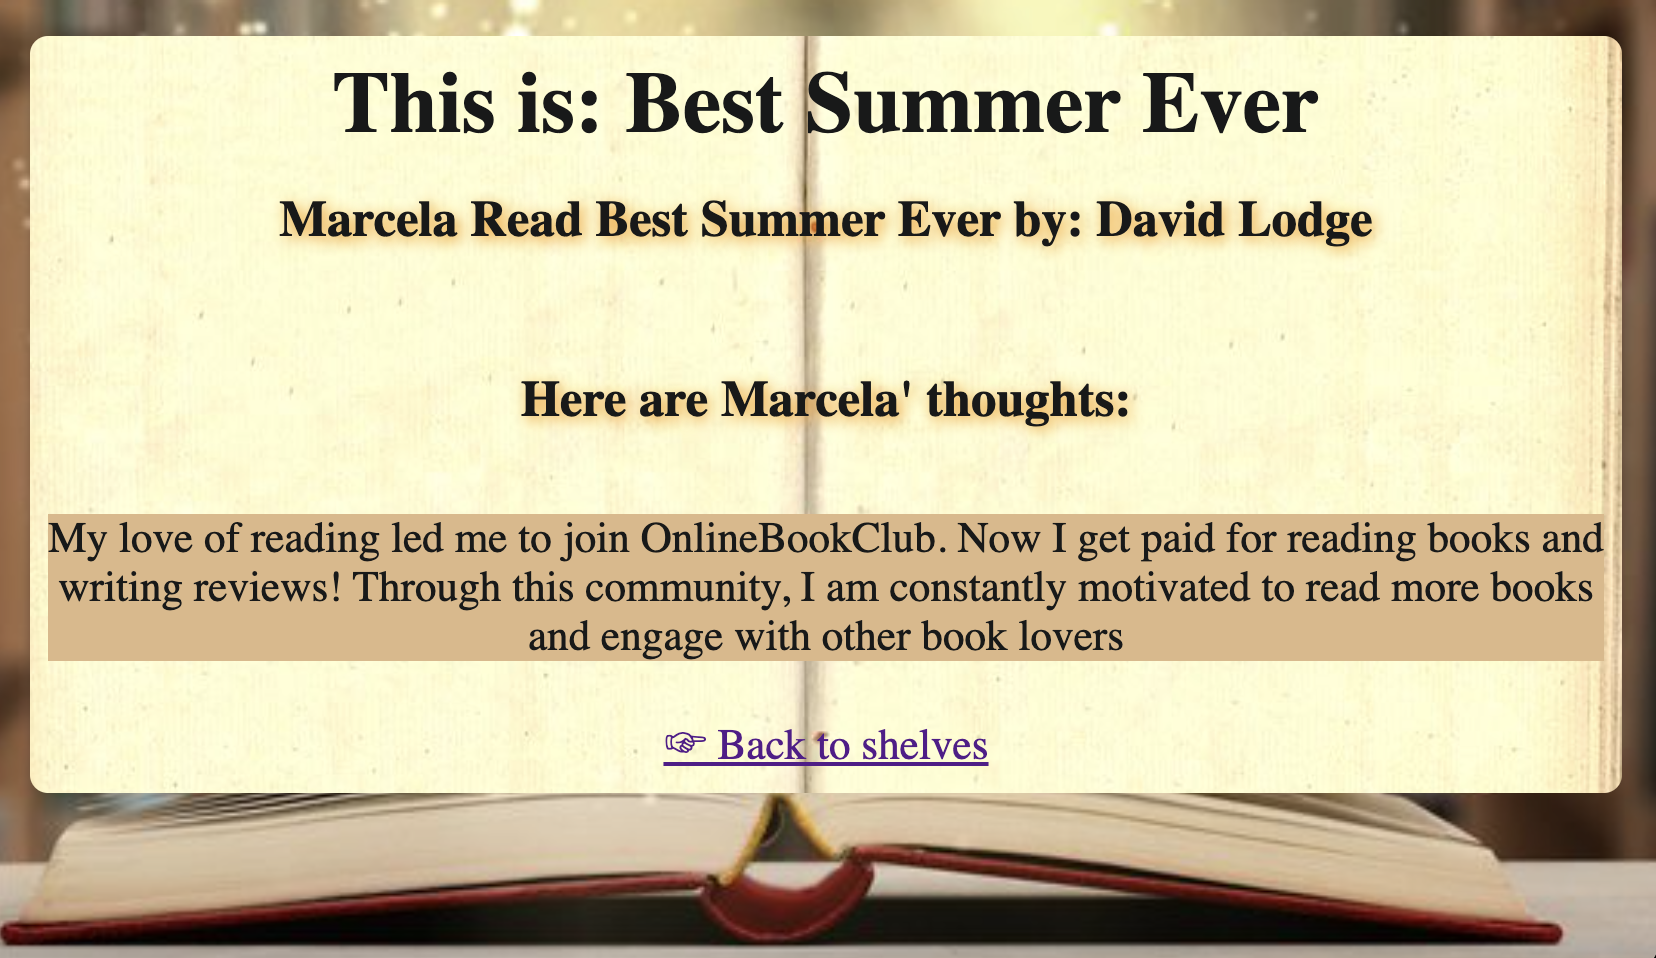 This is: Best Summer Ever
Marcela Read Best Summer Ever by: David Lodge
Here are Marcela' thoughts:
My love of reading led me to join OnlineBookClub. Now I get paid for reading books and
writing reviews! Through this community, I am constantly motivated to read more books
and engage with other book lovers
☞ Back to shelves